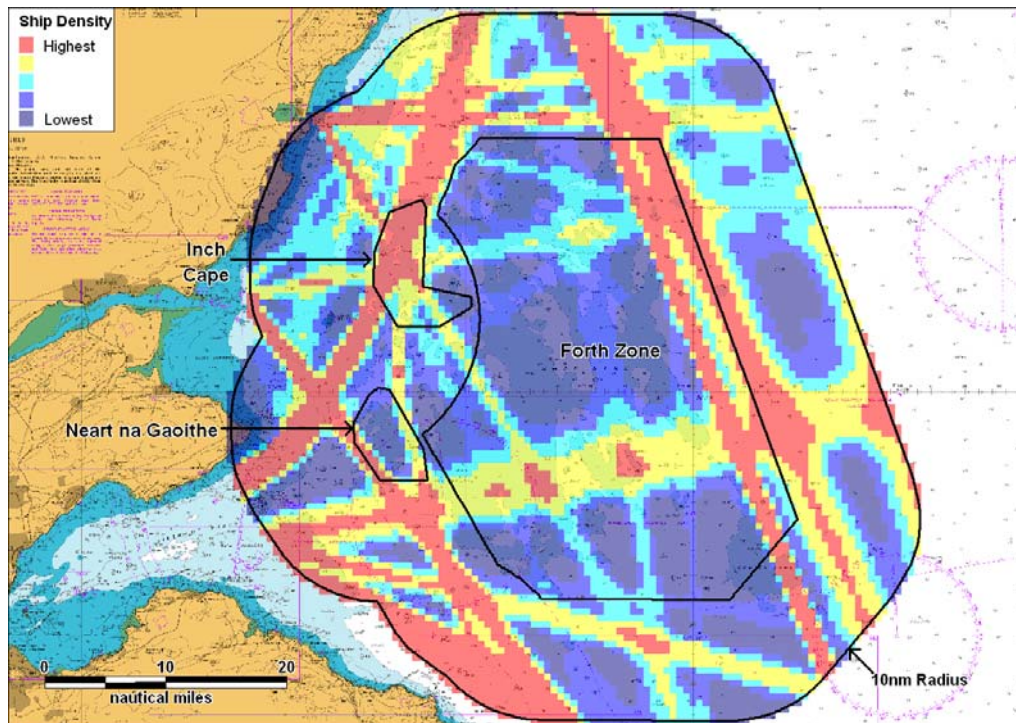 Ship Density
Highest
Lowest
Inch
Cape
Forth Zone
Neart na Gaoithe
10nm Radius
0 10 20
nautical miles